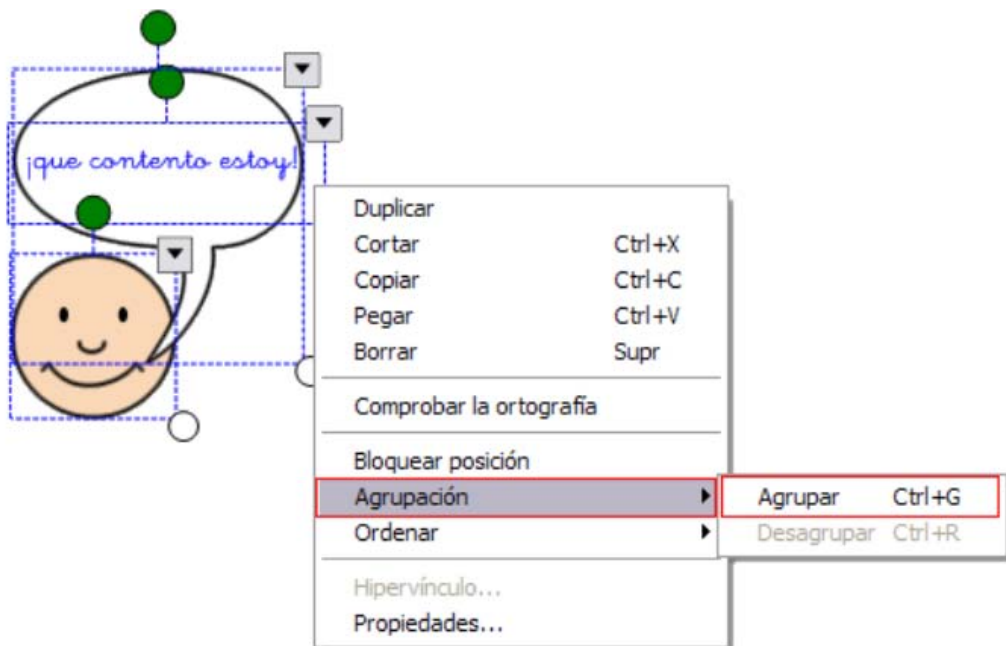 ¡que contento estoy!
Duplicar
Cortar Ctrl+X
Copiar Ctrl+C
Pegar Ctrl+V
Borrar Supr
Comprobar la ortografía
Bloquear posición
Agrupación
Agrupar Ctrl+G
Ordenar
Desagrupar Ctrl+R
Hipervínculo...
Propiedades...